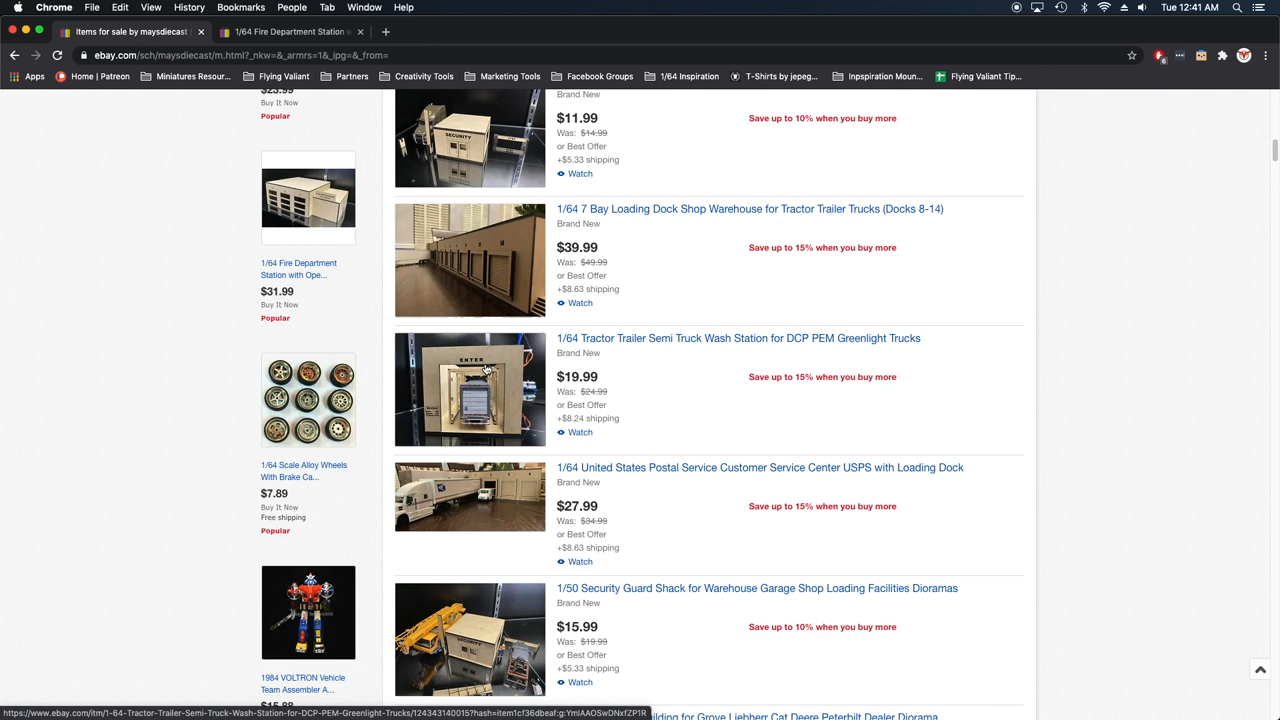 Chrome File Edit View History Bookmarks People Tab Window Help
Tue 12:41 AM
Items for sale by maysdiecast
1/64 Fire Department Station w
ebay.com/sch/maysdiecast/m.html?_nkw=&_armrs=1&_ipg=&_from=
Apps Home | Patreon Miniatures Resour... Flying Valiant Partners Creativity Tools Marketing Tools Facebook Groups 1/64 Inspiration T-Shirts by jepeg... Inpspiration Moun... Flying Valiant Tip...
$23.99
Buy It Now
Popular
1/64 Fire Department
Station with Ope...
$31.99
Buy It Now
Popular
1/64 Scale Alloy Wheels
With Brake Ca...
$7.89
Buy It Now
Free shipping
Popular
1984 VOLTRON Vehicle
Team Assembler A...
$15.88
SECURITY
Brand New
$11.99
Save up to 10% when you buy more
Was: $14.99
or Best Offer
+$5.33 shipping
Watch
1/64 7 Bay Loading Dock Shop Warehouse for Tractor Trailer Trucks (Docks 8-14)
Brand New
$39.99
Save up to 15% when you buy more
Was: $49.99
or Best Offer
+$8.63 shipping
Watch
ENTER
1/64 Tractor Trailer Semi Truck Wash Station for DCP PEM Greenlight Trucks
Brand New
$19.99
Save up to 15% when you buy more
Was: $24.99
or Best Offer
+$8.24 shipping
Watch
1/64 United States Postal Service Customer Service Center USPS with Loading Dock
Brand New
$27.99
Save up to 15% when you buy more
Was: $34.99
or Best Offer
+$8.63 shipping
Watch
SECURITY
1/50 Security Guard Shack for Warehouse Garage Shop Loading Facilities Dioramas
Brand New
$15.99
Save up to 10% when you buy more
Was: $19.99
or Best Offer
+$5.33 shipping
Watch
ilding for Grove Liebherr Cat Deere Peterbilt Dealer Diorama
https://www.ebay.com/itm/1-64-Tractor-Trailer-Semi-Truck-Wash-Station-for-DCP-PEM-Greenlight-Trucks/124343140015?hash=item1cf36dbeaf:g:YmIAAOSwDNxfZP1R